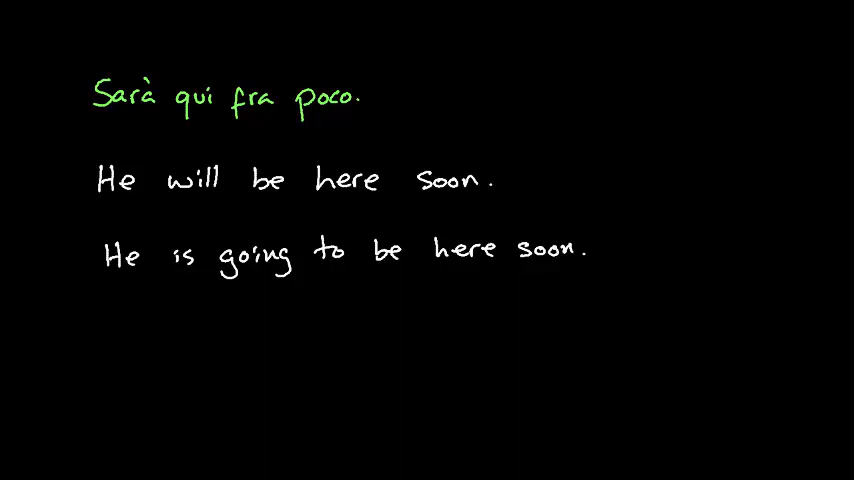 Sarà qui fra poco.
He will be here soon.
He is going to be here soon.